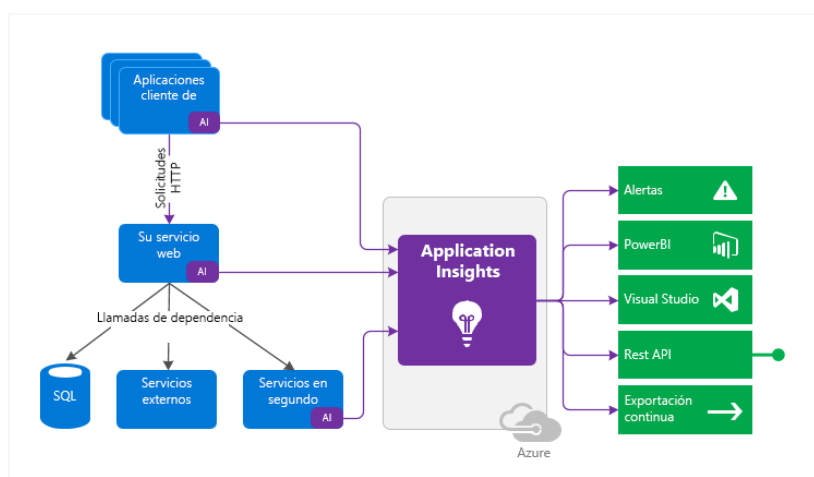 Aplicaciones
cliente de
AI
Solicitudes
HTTP
Su servicio
web
AI
Llamadas de dependencia
SQL
Servicios
externos
Servicios en
segundo
AI
Application
Insights
Azure
Alertas
PowerBI
Visual Studio
Rest API
Exportación
continua